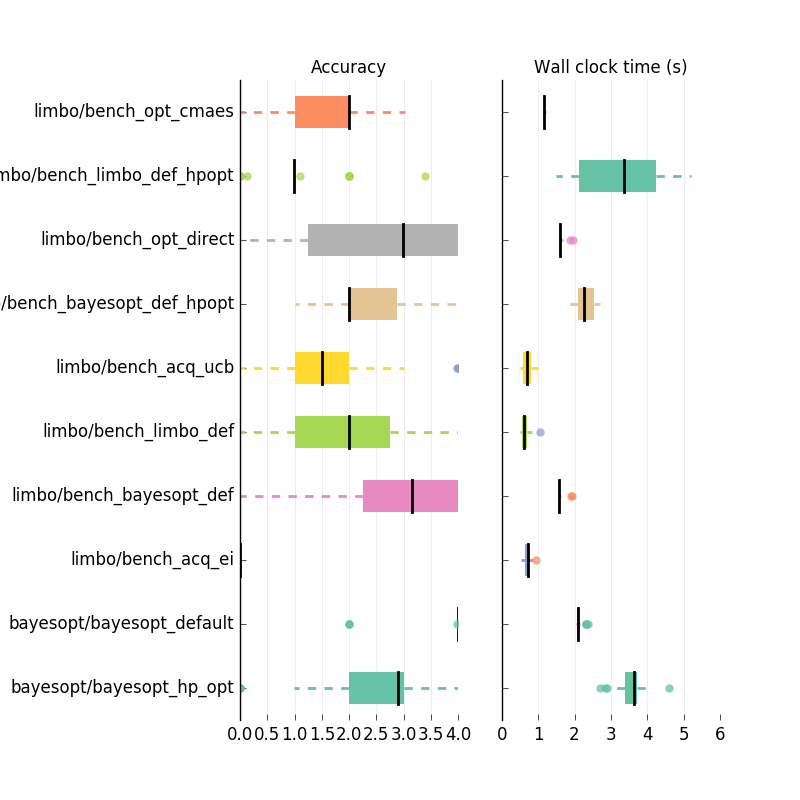 Accuracy
Wall clock time (s)
limbo/bench_opt_cmaes
mbo/bench_limbo_def_hpopt
limbo/bench_opt_direct
/bench_bayesopt_def_hpopt
limbo/bench_acq_ucb
limbo/bench_limbo_def
limbo/bench_bayesopt_def
limbo/bench_acq_ei
bayesopt/bayesopt_default
bayesopt/bayesopt_hp_opt
0.0 0.5 1.0 1.5 2.0 2.5 3.0 3.5 4.0
0 1 2 3 4 5 6